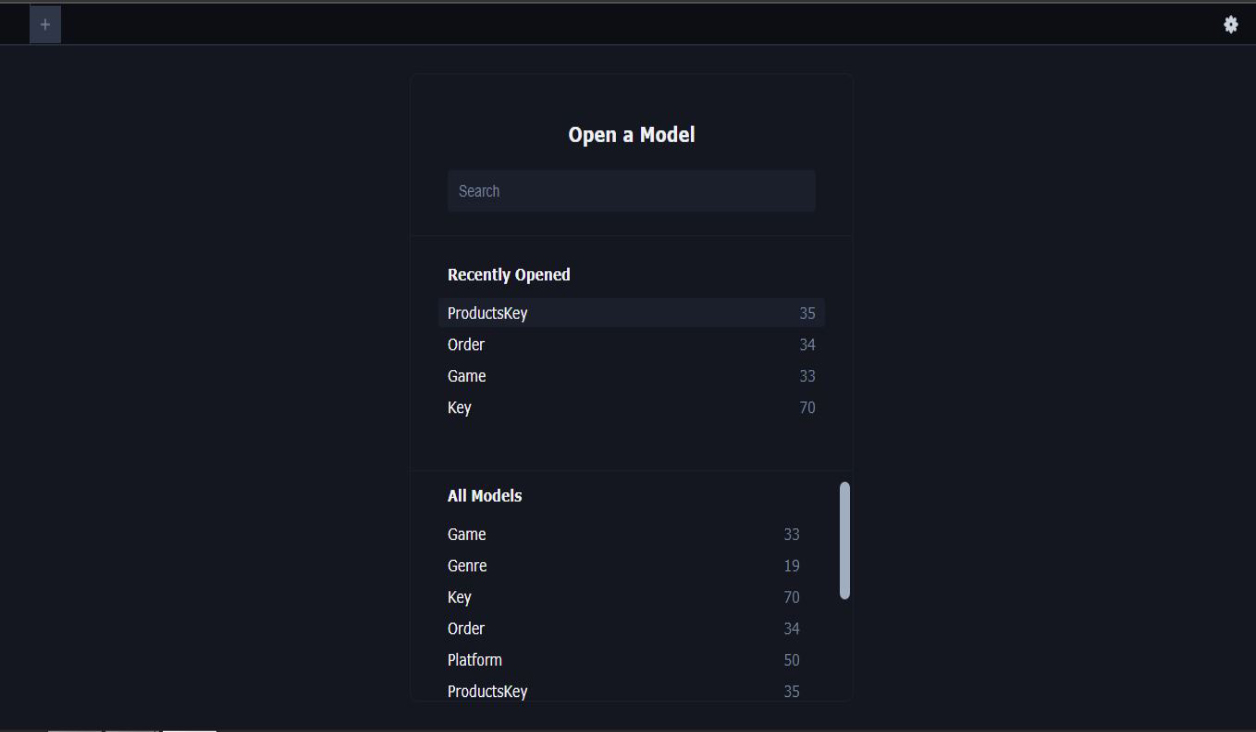 +
Open a Model
Search
Recently Opened
ProductsKey 35
Order 34
Game 33
Key 70
All Models
Game 33
Genre 19
Key 70
Order 34
Platform 50
ProductsKey 35